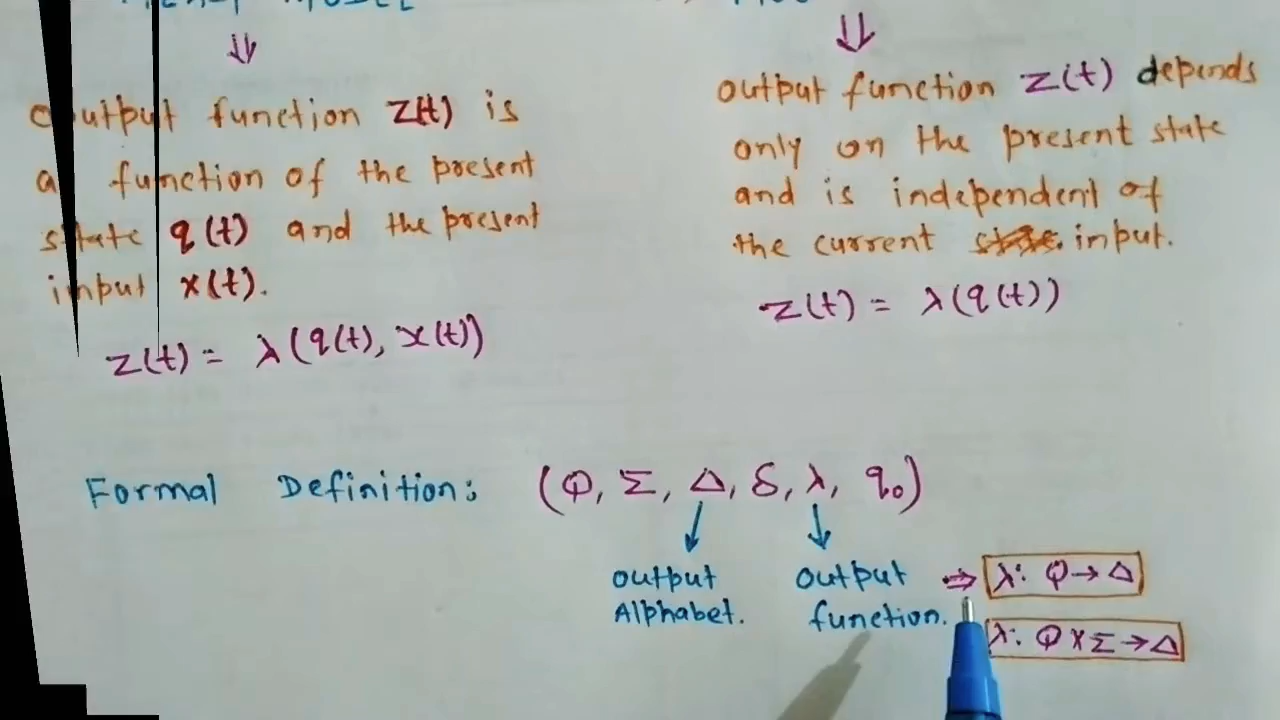 output function Z(t) is
a function of the present
state q(t) and the present
input x(t).
z(t) = λ(q(t), x(t))
output function z(t) depends
only on the present state
and is independent of
the current input.
z(t) = λ(q(t))
Formal Definition: (Q, Σ, Δ, δ, λ, q₀)
output
Alphabet.
output
function.
⇒ λ: Q→Δ
λ: Q×Σ→Δ